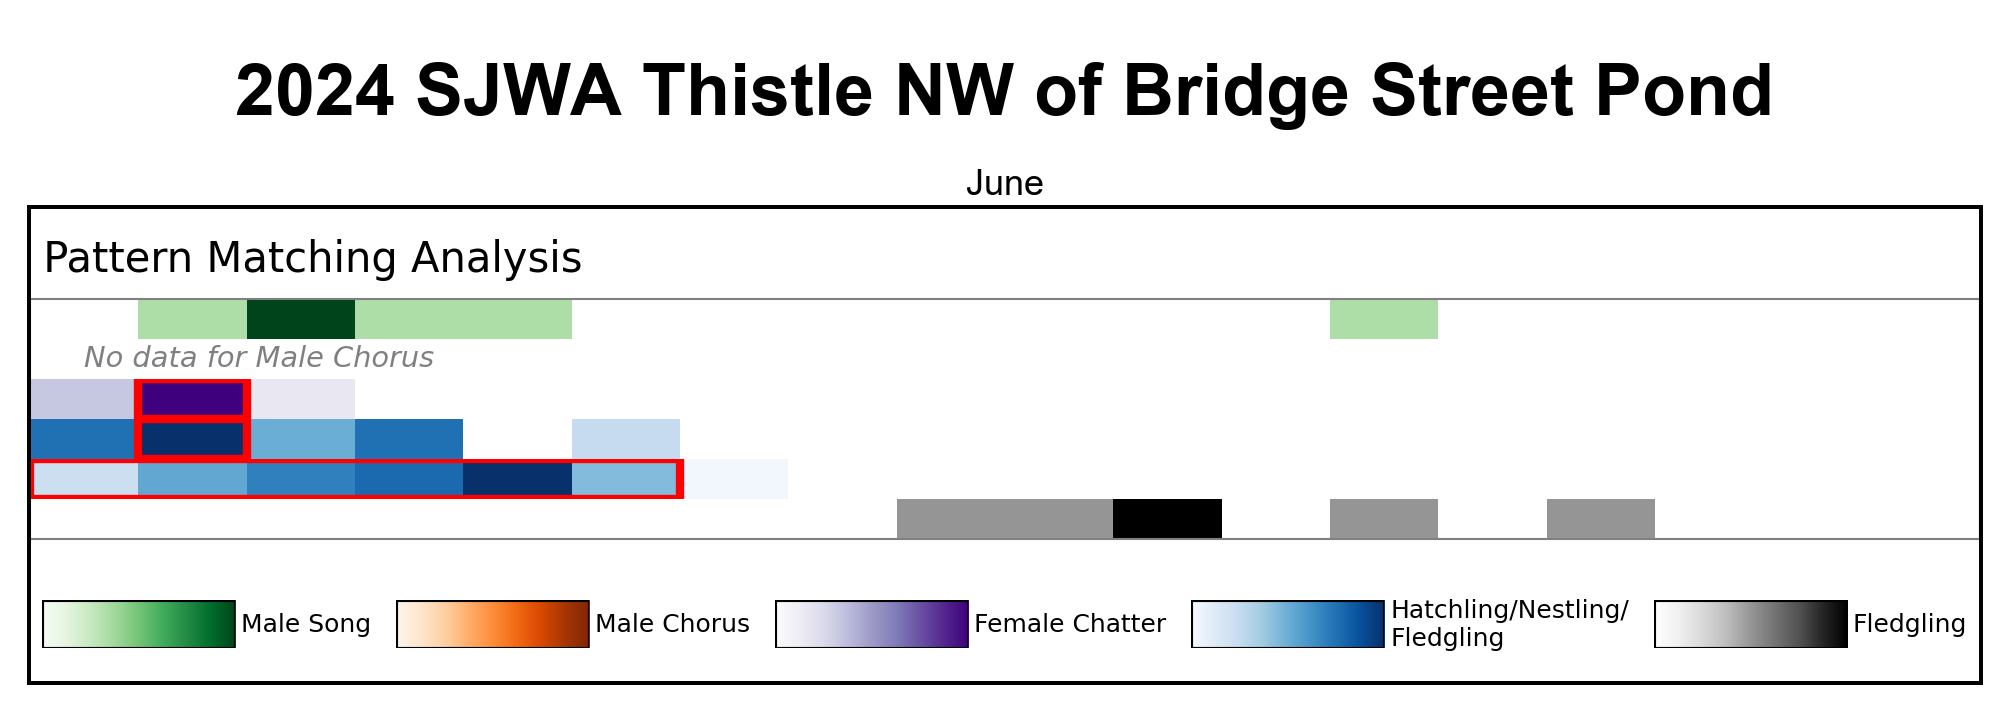 2024 SJWA Thistle NW of Bridge Street Pond
June
Pattern Matching Analysis
No data for Male Chorus
Male Song
Male Chorus
Female Chatter
Hatchling/Nestling/
Fledgling
Fledgling